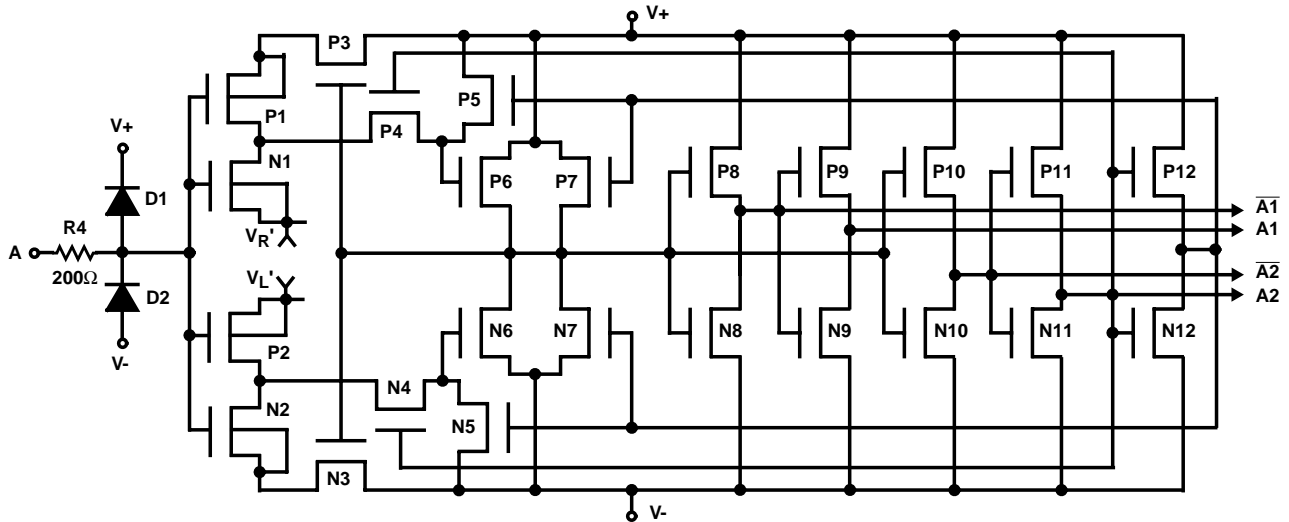 V+
P3
P5
P1
P4
N1
P6
P7
P8
P9
P10
P11
P12
V+
D1
R4
A
200Ω
D2
V-
VR'
VL'
A1
A1
A2
A2
P2
N6
N7
N8
N9
N10
N11
N12
N4
N2
N5
N3
V-